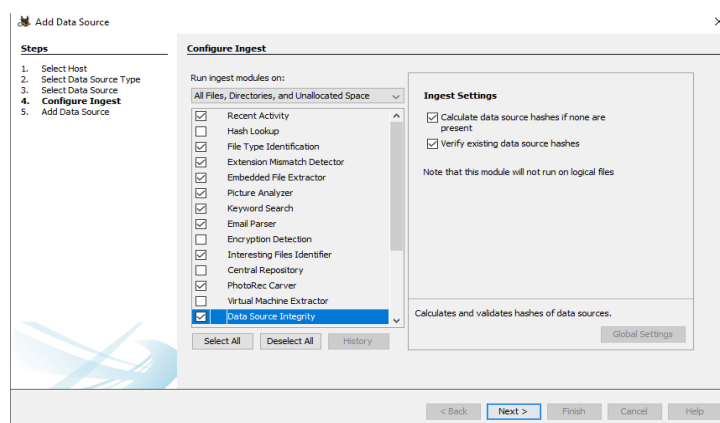 Add Data Source
Steps
1. Select Host
2. Select Data Source Type
3. Select Data Source
4. Configure Ingest
5. Add Data Source
Configure Ingest
Run ingest modules on:
All Files, Directories, and Unallocated Space
Recent Activity
Hash Lookup
File Type Identification
Extension Mismatch Detector
Embedded File Extractor
Picture Analyzer
Keyword Search
Email Parser
Encryption Detection
Interesting Files Identifier
Central Repository
PhotoRec Carver
Virtual Machine Extractor
Data Source Integrity
Select All Deselect All History
Ingest Settings
Calculate data source hashes if none are
present
Verify existing data source hashes
Note that this module will not run on logical files
Calculates and validates hashes of data sources.
Global Settings
< Back Next > Finish Cancel Help